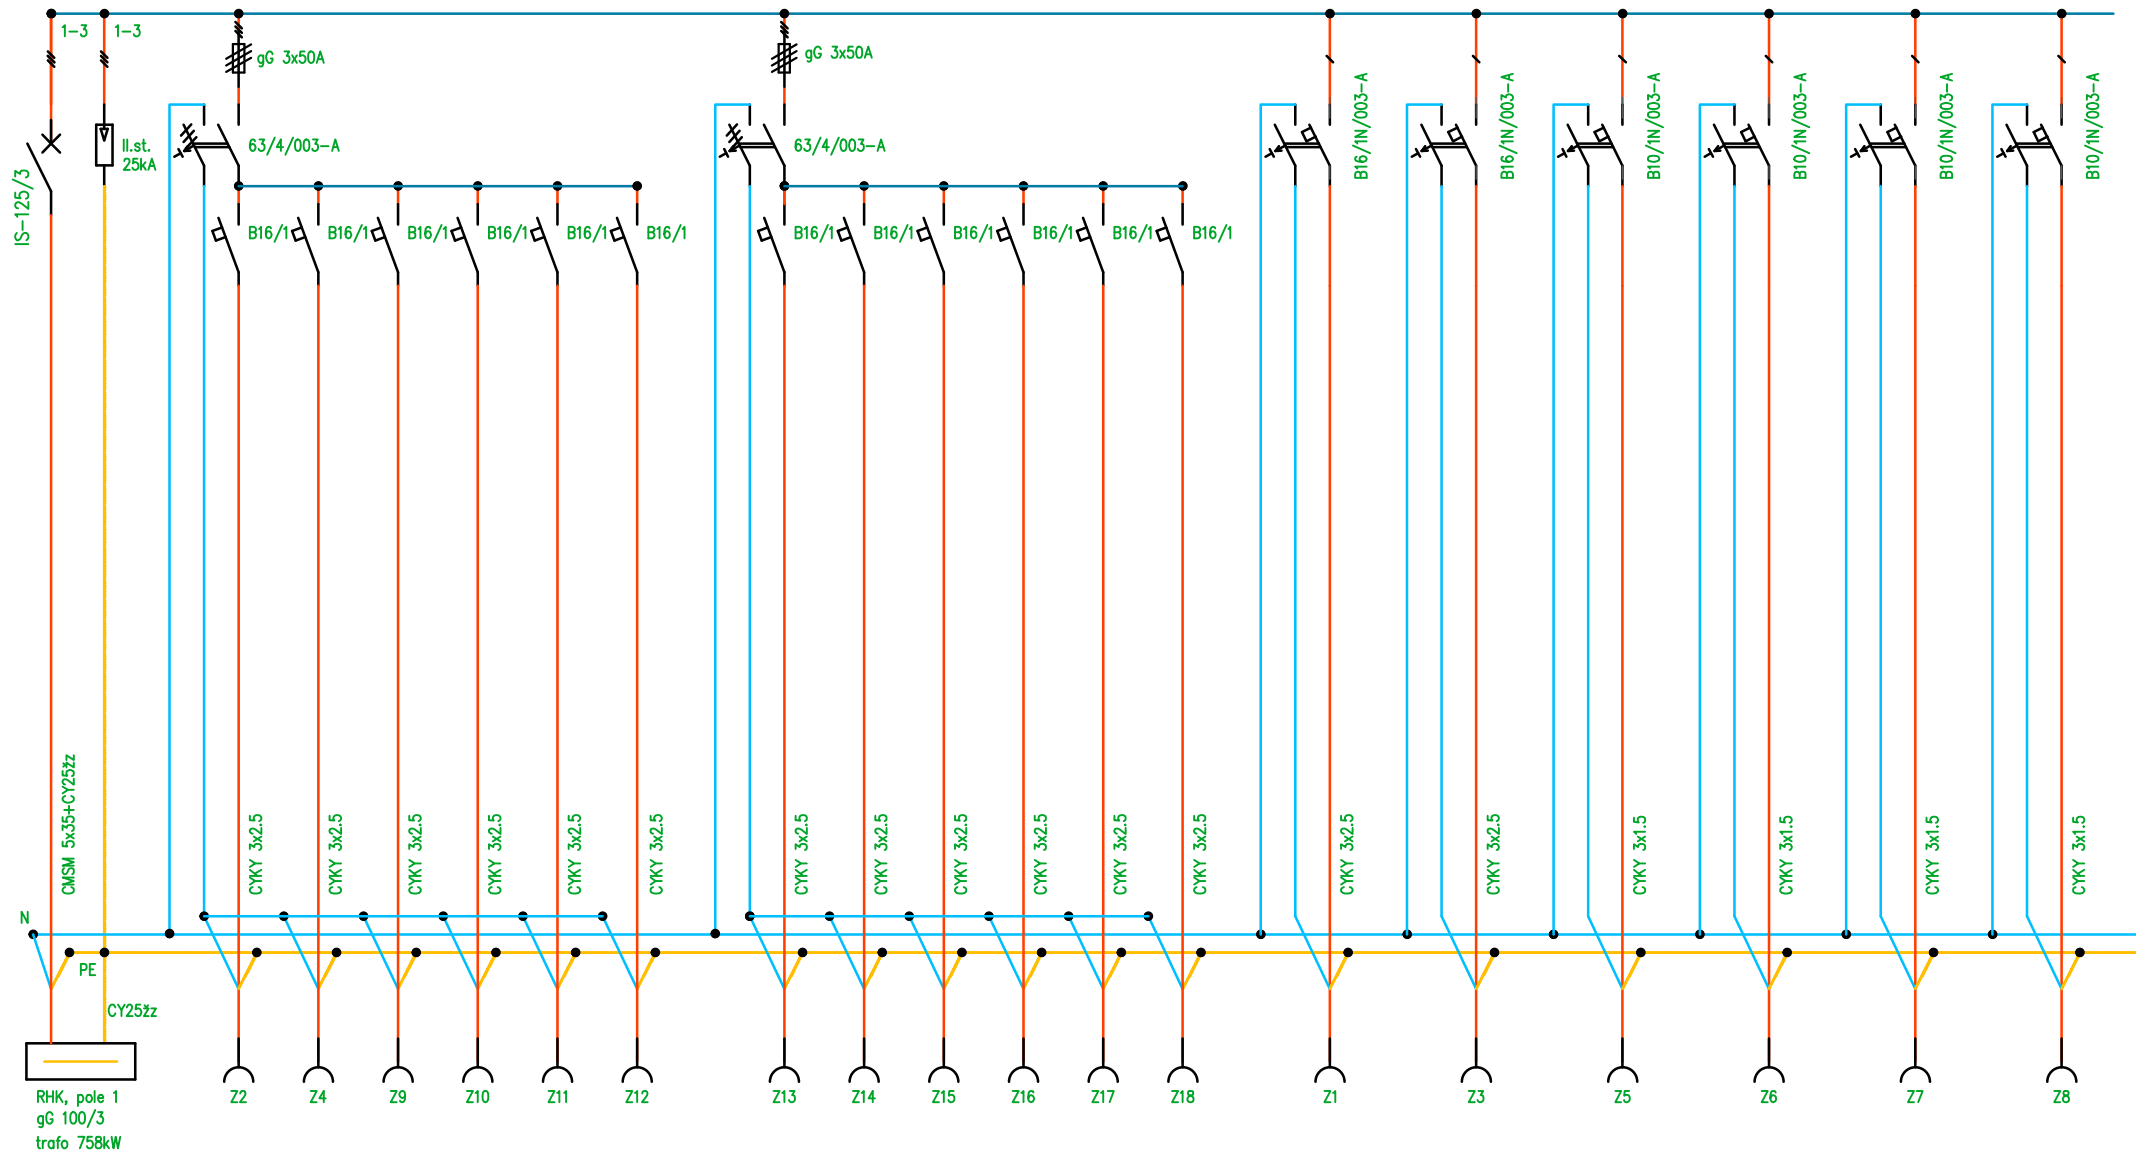 1-3
1-3
gG 3x50A
gG 3x50A
IS-125/3
II.st.
25kA
63/4/003-A
63/4/003-A
B16/1N/003-A
B16/1N/003-A
B10/1N/003-A
B10/1N/003-A
B10/1N/003-A
B10/1N/003-A
B16/1
B16/1
B16/1
B16/1
B16/1
B16/1
B16/1
B16/1
B16/1
B16/1
B16/1
B16/1
CMSM 5x35+CY25žz
CYKY 3x2.5
CYKY 3x2.5
CYKY 3x2.5
CYKY 3x2.5
CYKY 3x2.5
CYKY 3x2.5
CYKY 3x2.5
CYKY 3x2.5
CYKY 3x2.5
CYKY 3x2.5
CYKY 3x2.5
CYKY 3x2.5
CYKY 3x2.5
CYKY 3x2.5
CYKY 3x1.5
CYKY 3x1.5
CYKY 3x1.5
CYKY 3x1.5
N
PE
CY25žz
RHK, pole 1
gG 100/3
trafo 758kW
Z2
Z4
Z9
Z10
Z11
Z12
Z13
Z14
Z15
Z16
Z17
Z18
Z1
Z3
Z5
Z6
Z7
Z8